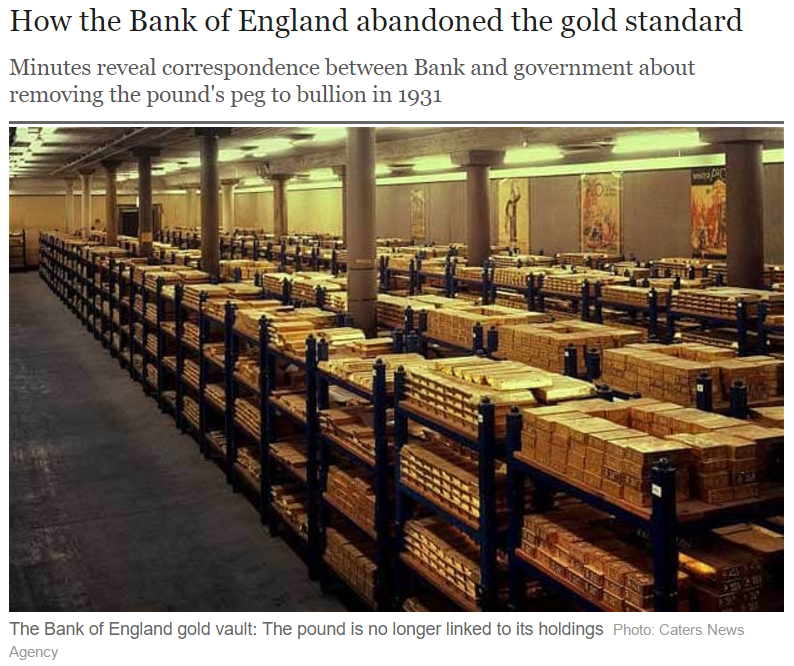 How the Bank of England abandoned the gold standard
Minutes reveal correspondence between Bank and government about
removing the pound's peg to bullion in 1931
The Bank of England gold vault: The pound is no longer linked to its holdings Photo: Caters News
Agency